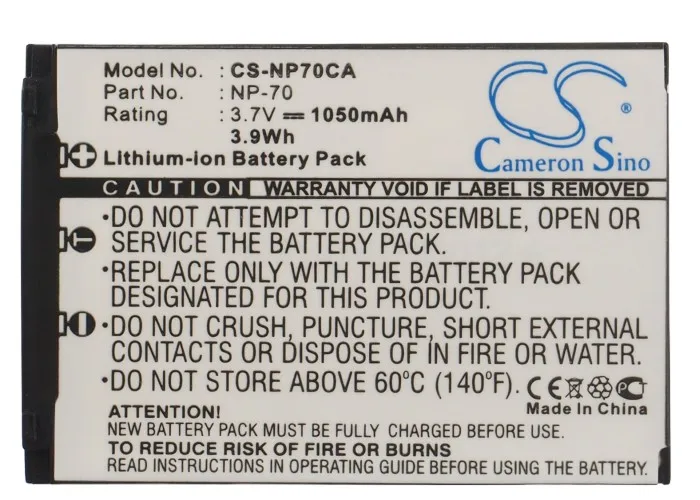 Model No. : CS-NP70CA
Part No. : NP-70
Rating : 3.7V ⎓ 1050mAh
3.9Wh
Lithium-ion Battery Pack
CS
®
Cameron Sino
CAUTION WARRANTY VOID IF LABEL IS REMOVED
•DO NOT ATTEMPT TO DISASSEMBLE, OPEN OR
SERVICE THE BATTERY PACK.
•REPLACE ONLY WITH THE BATTERY PACK
DESIGNATED FOR THIS PRODUCT.
•DO NOT CRUSH, PUNCTURE, SHORT EXTERNAL
CONTACTS OR DISPOSE OF IN FIRE OR WATER.
•DO NOT STORE ABOVE 60°C (140°F).
CE
Made In China
ATTENTION!
NEW BATTERY PACK MUST BE FULLY CHARGED BEFORE USE.
TO REDUCE RISK OF FIRE OR BURNS
READ INSTRUCTIONS IN OPERATING GUIDE BEFORE USING THE BATTERY.